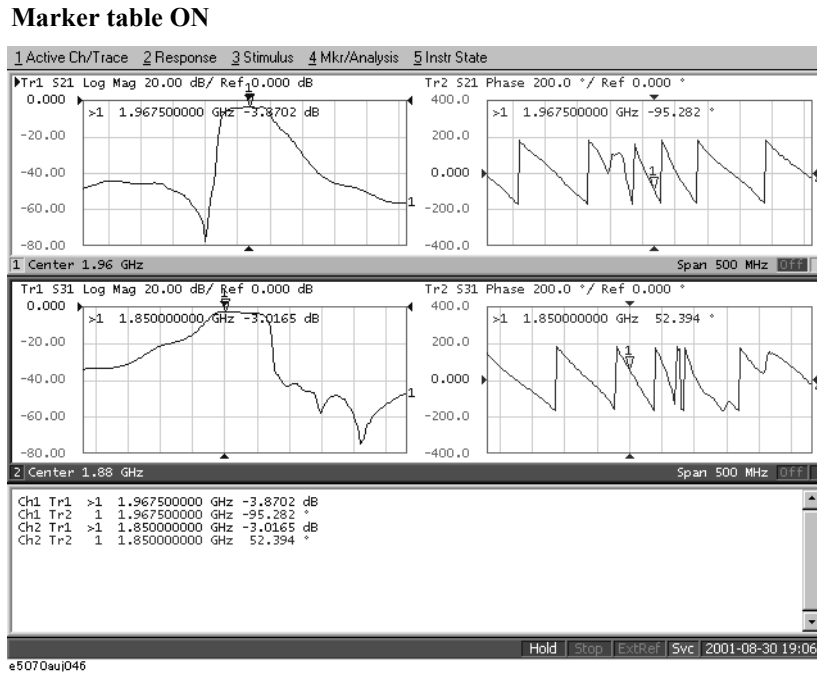 Marker table ON
1 Active Ch/Trace 2 Response 3 Stimulus 4 Mkr/Analysis 5 Instr State
Tr1 S21 Log Mag 20.00 dB/ Ref 0.000 dB
0.000
-20.00
-40.00
-60.00
-80.00
1
>1 1.967500000 GHz -3.8702 dB
1
Tr2 S21 Phase 200.0 °/ Ref 0.000 °
400.0
200.0
0.000
-200.0
-400.0
>1 1.967500000 GHz -95.282 °
1
1 Center 1.96 GHz
Span 500 MHz Off
Tr1 S31 Log Mag 20.00 dB/ Ref 0.000 dB
0.000
-20.00
-40.00
-60.00
-80.00
1
>1 1.850000000 GHz -3.0165 dB
1
Tr2 S31 Phase 200.0 °/ Ref 0.000 °
400.0
200.0
0.000
-200.0
-400.0
>1 1.850000000 GHz 52.394 °
1
2 Center 1.88 GHz
Span 500 MHz Off
Ch1 Tr1 >1 1.967500000 GHz -3.8702 dB
Ch1 Tr2 1 1.967500000 GHz -95.282 °
Ch2 Tr1 >1 1.850000000 GHz -3.0165 dB
Ch2 Tr2 1 1.850000000 GHz 52.394 °
Hold Stop ExtRef Svc 2001-08-30 19:06
e5070auj046